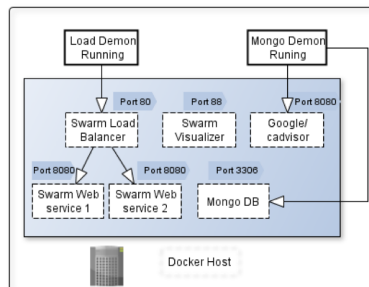 Load Demon
Running
Mongo Demon
Runing
Port 80
Port 88
Port 8080
Swarm Load
Balancer
Swarm
Visualizer
Google/
cadvisor
Port 8080
Port 8080
Port 3306
Swarm Web
service 1
Swarm Web
service 2
Mongo DB
Docker Host